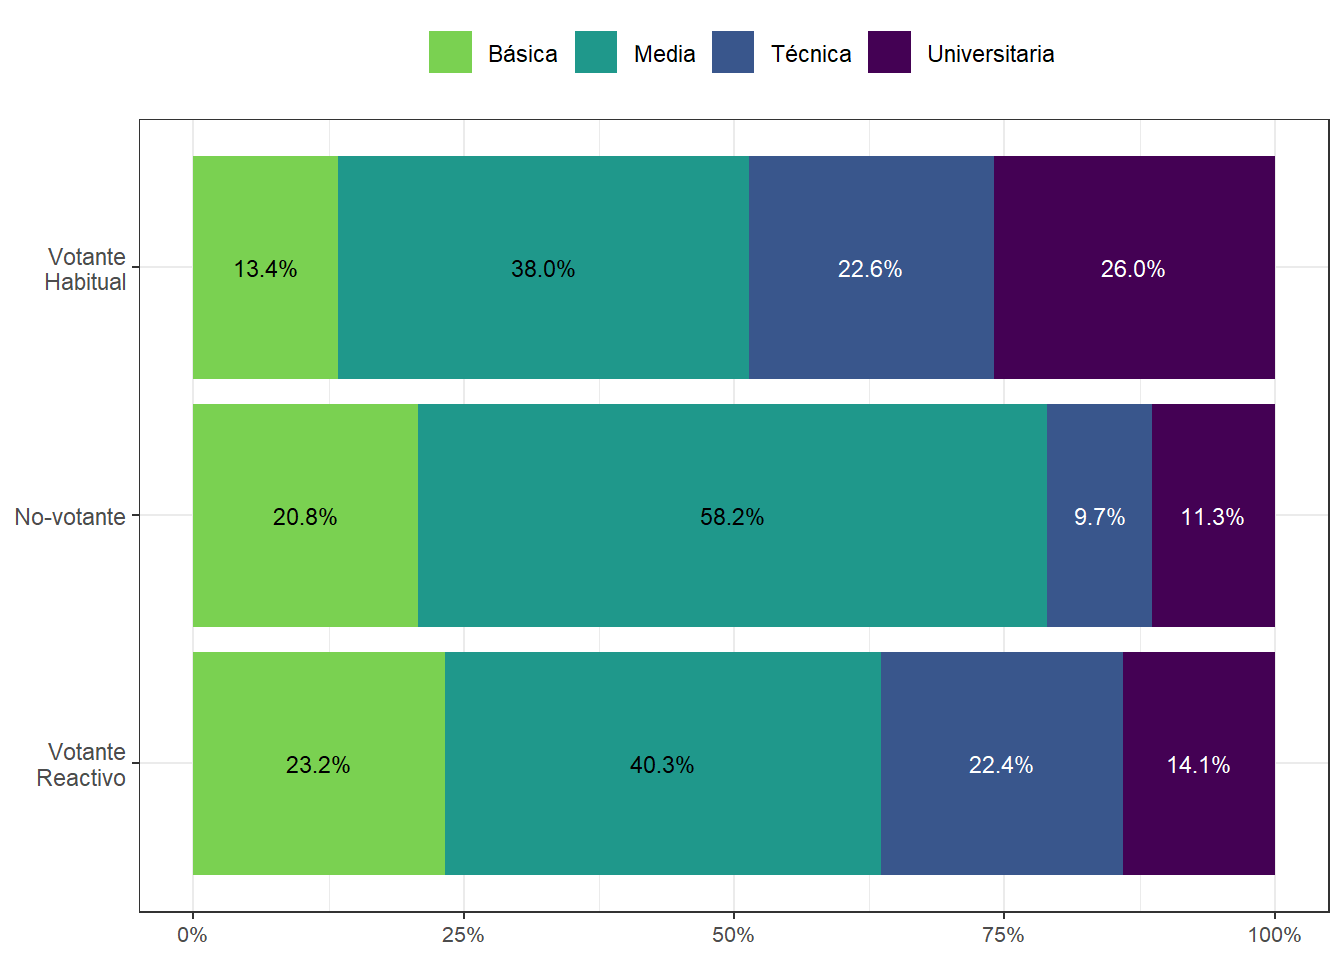 Básica Media Técnica Universitaria
Votante
Habitual
13.4% 38.0% 22.6% 26.0%
No-votante
20.8% 58.2% 9.7% 11.3%
Votante
Reactivo
23.2% 40.3% 22.4% 14.1%
0% 25% 50% 75% 100%